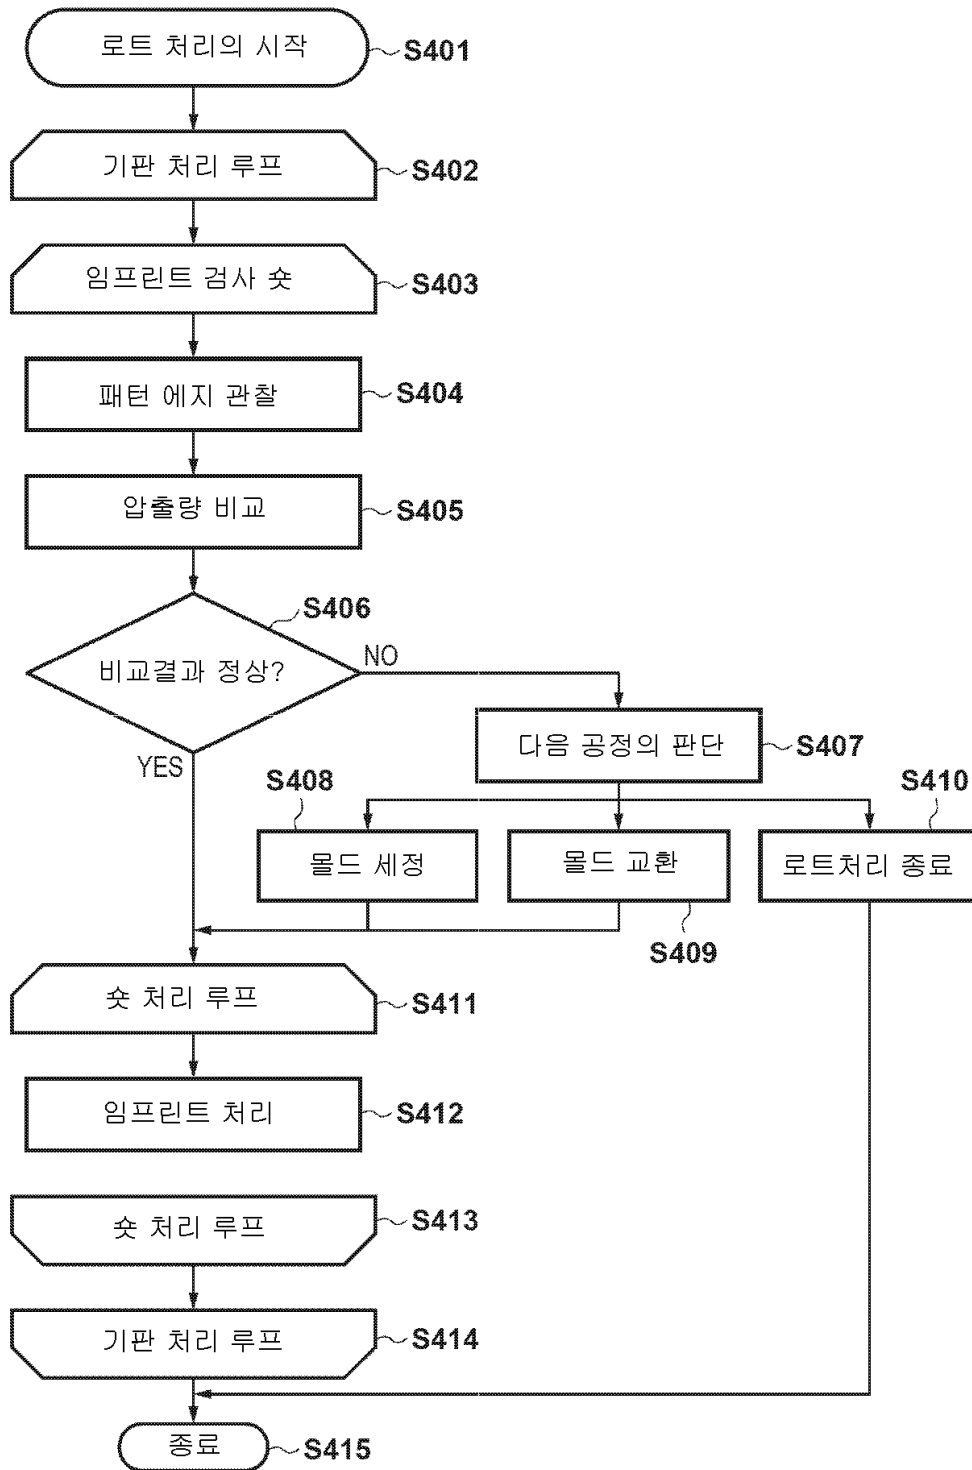 로트 처리의 시작
S401
기판 처리 루프
S402
임프린트 검사 숏
S403
패턴 에지 관찰
S404
압출량 비교
S405
S406
비교결과 정상?
NO
YES
다음 공정의 판단
S407
S408
S410
몰드 세정
몰드 교환
로트처리 종료
S409
숏 처리 루프
S411
임프린트 처리
S412
숏 처리 루프
S413
기판 처리 루프
S414
종료
S415